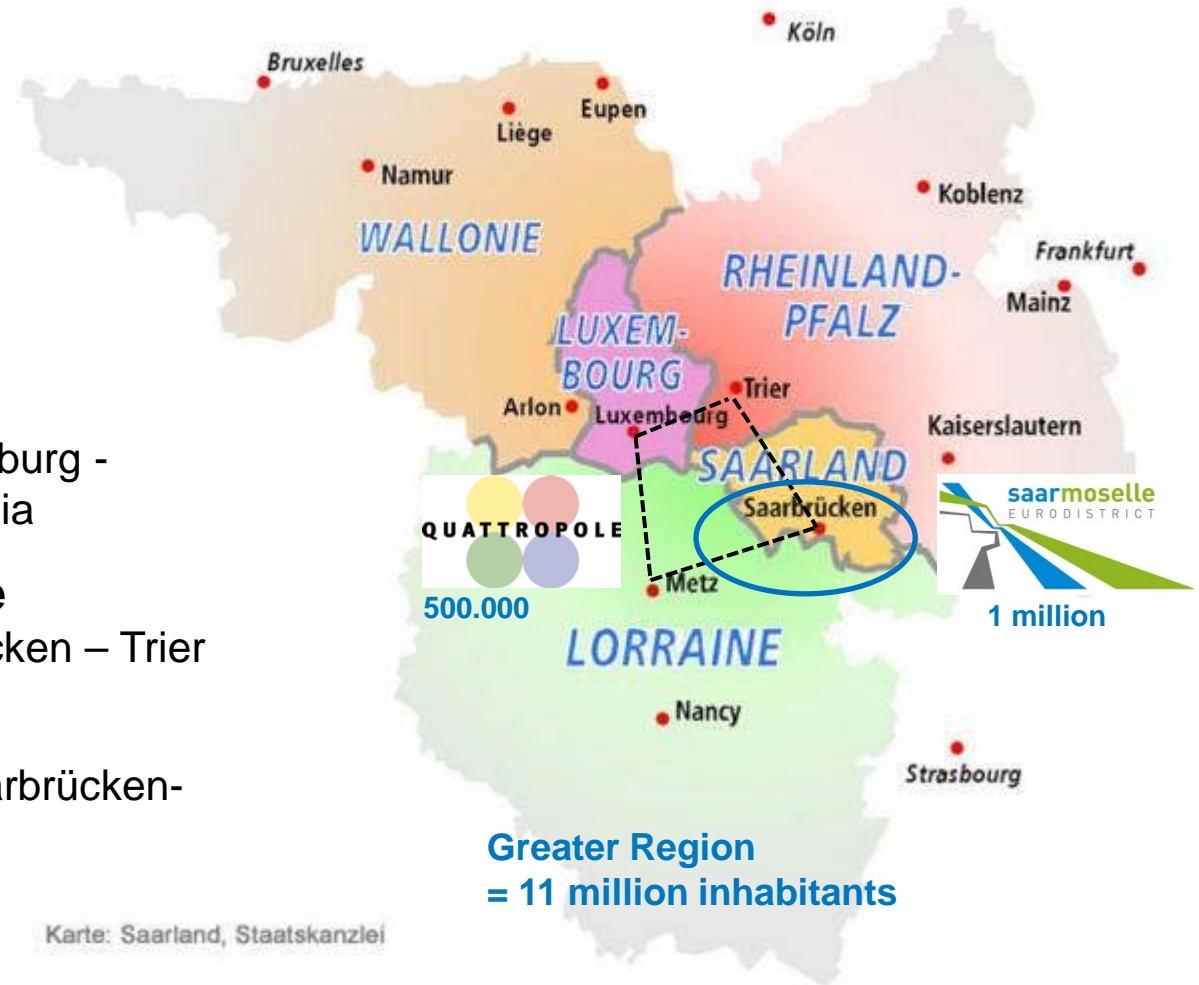 Köln
Bruxelles
Eupen
Liège
Namur
Koblenz
WALLONIE
Frankfurt
RHEINLAND-
PFALZ
Mainz
LUXEM-
BOURG
Trier
Arlon
Luxembourg
Kaiserslautern
SAARLAND
Saarbrücken
burg -
ia
QUATTROPOLE
500.000
saarmoselle
EURODISTRICT
1 million
Metz
e
cken – Trier
LORRAINE
Nancy
Strasbourg
arbrücken-
Greater Region
= 11 million inhabitants
Karte: Saarland, Staatskanzlei